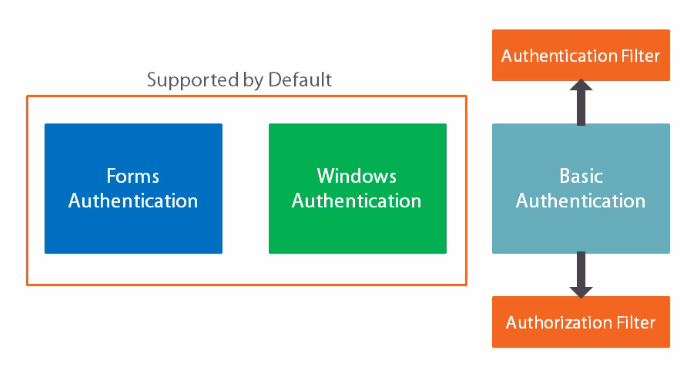 Supported by Default
Forms
Authentication
Windows
Authentication
Authentication Filter
Basic
Authentication
Authorization Filter